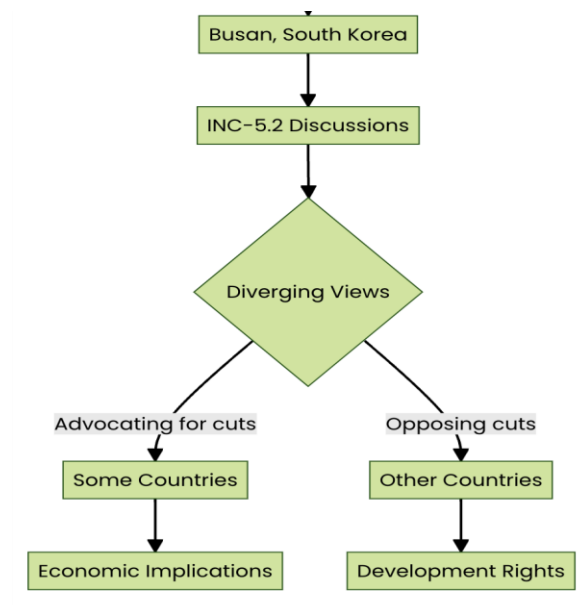 Busan, South Korea
INC-5.2 Discussions
Diverging Views
Advocating for cuts
Opposing cuts
Some Countries
Other Countries
Economic Implications
Development Rights